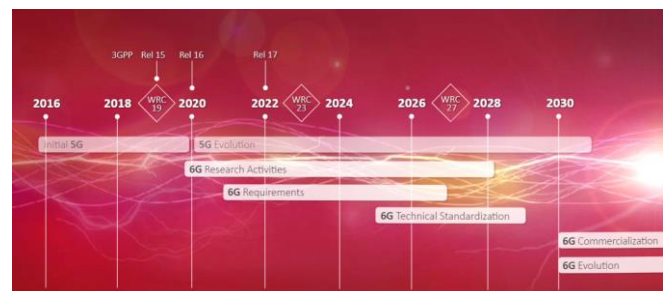 3GPP Rel 15 Rel 16 Rel 17
2016 2018 WRC 19 2020 2022 WRC 23 2024 2026 WRC 27 2028 2030
Initial 5G 5G Evolution
6G Research Activities
6G Requirements
6G Technical Standardization
6G Commercialization
6G Evolution